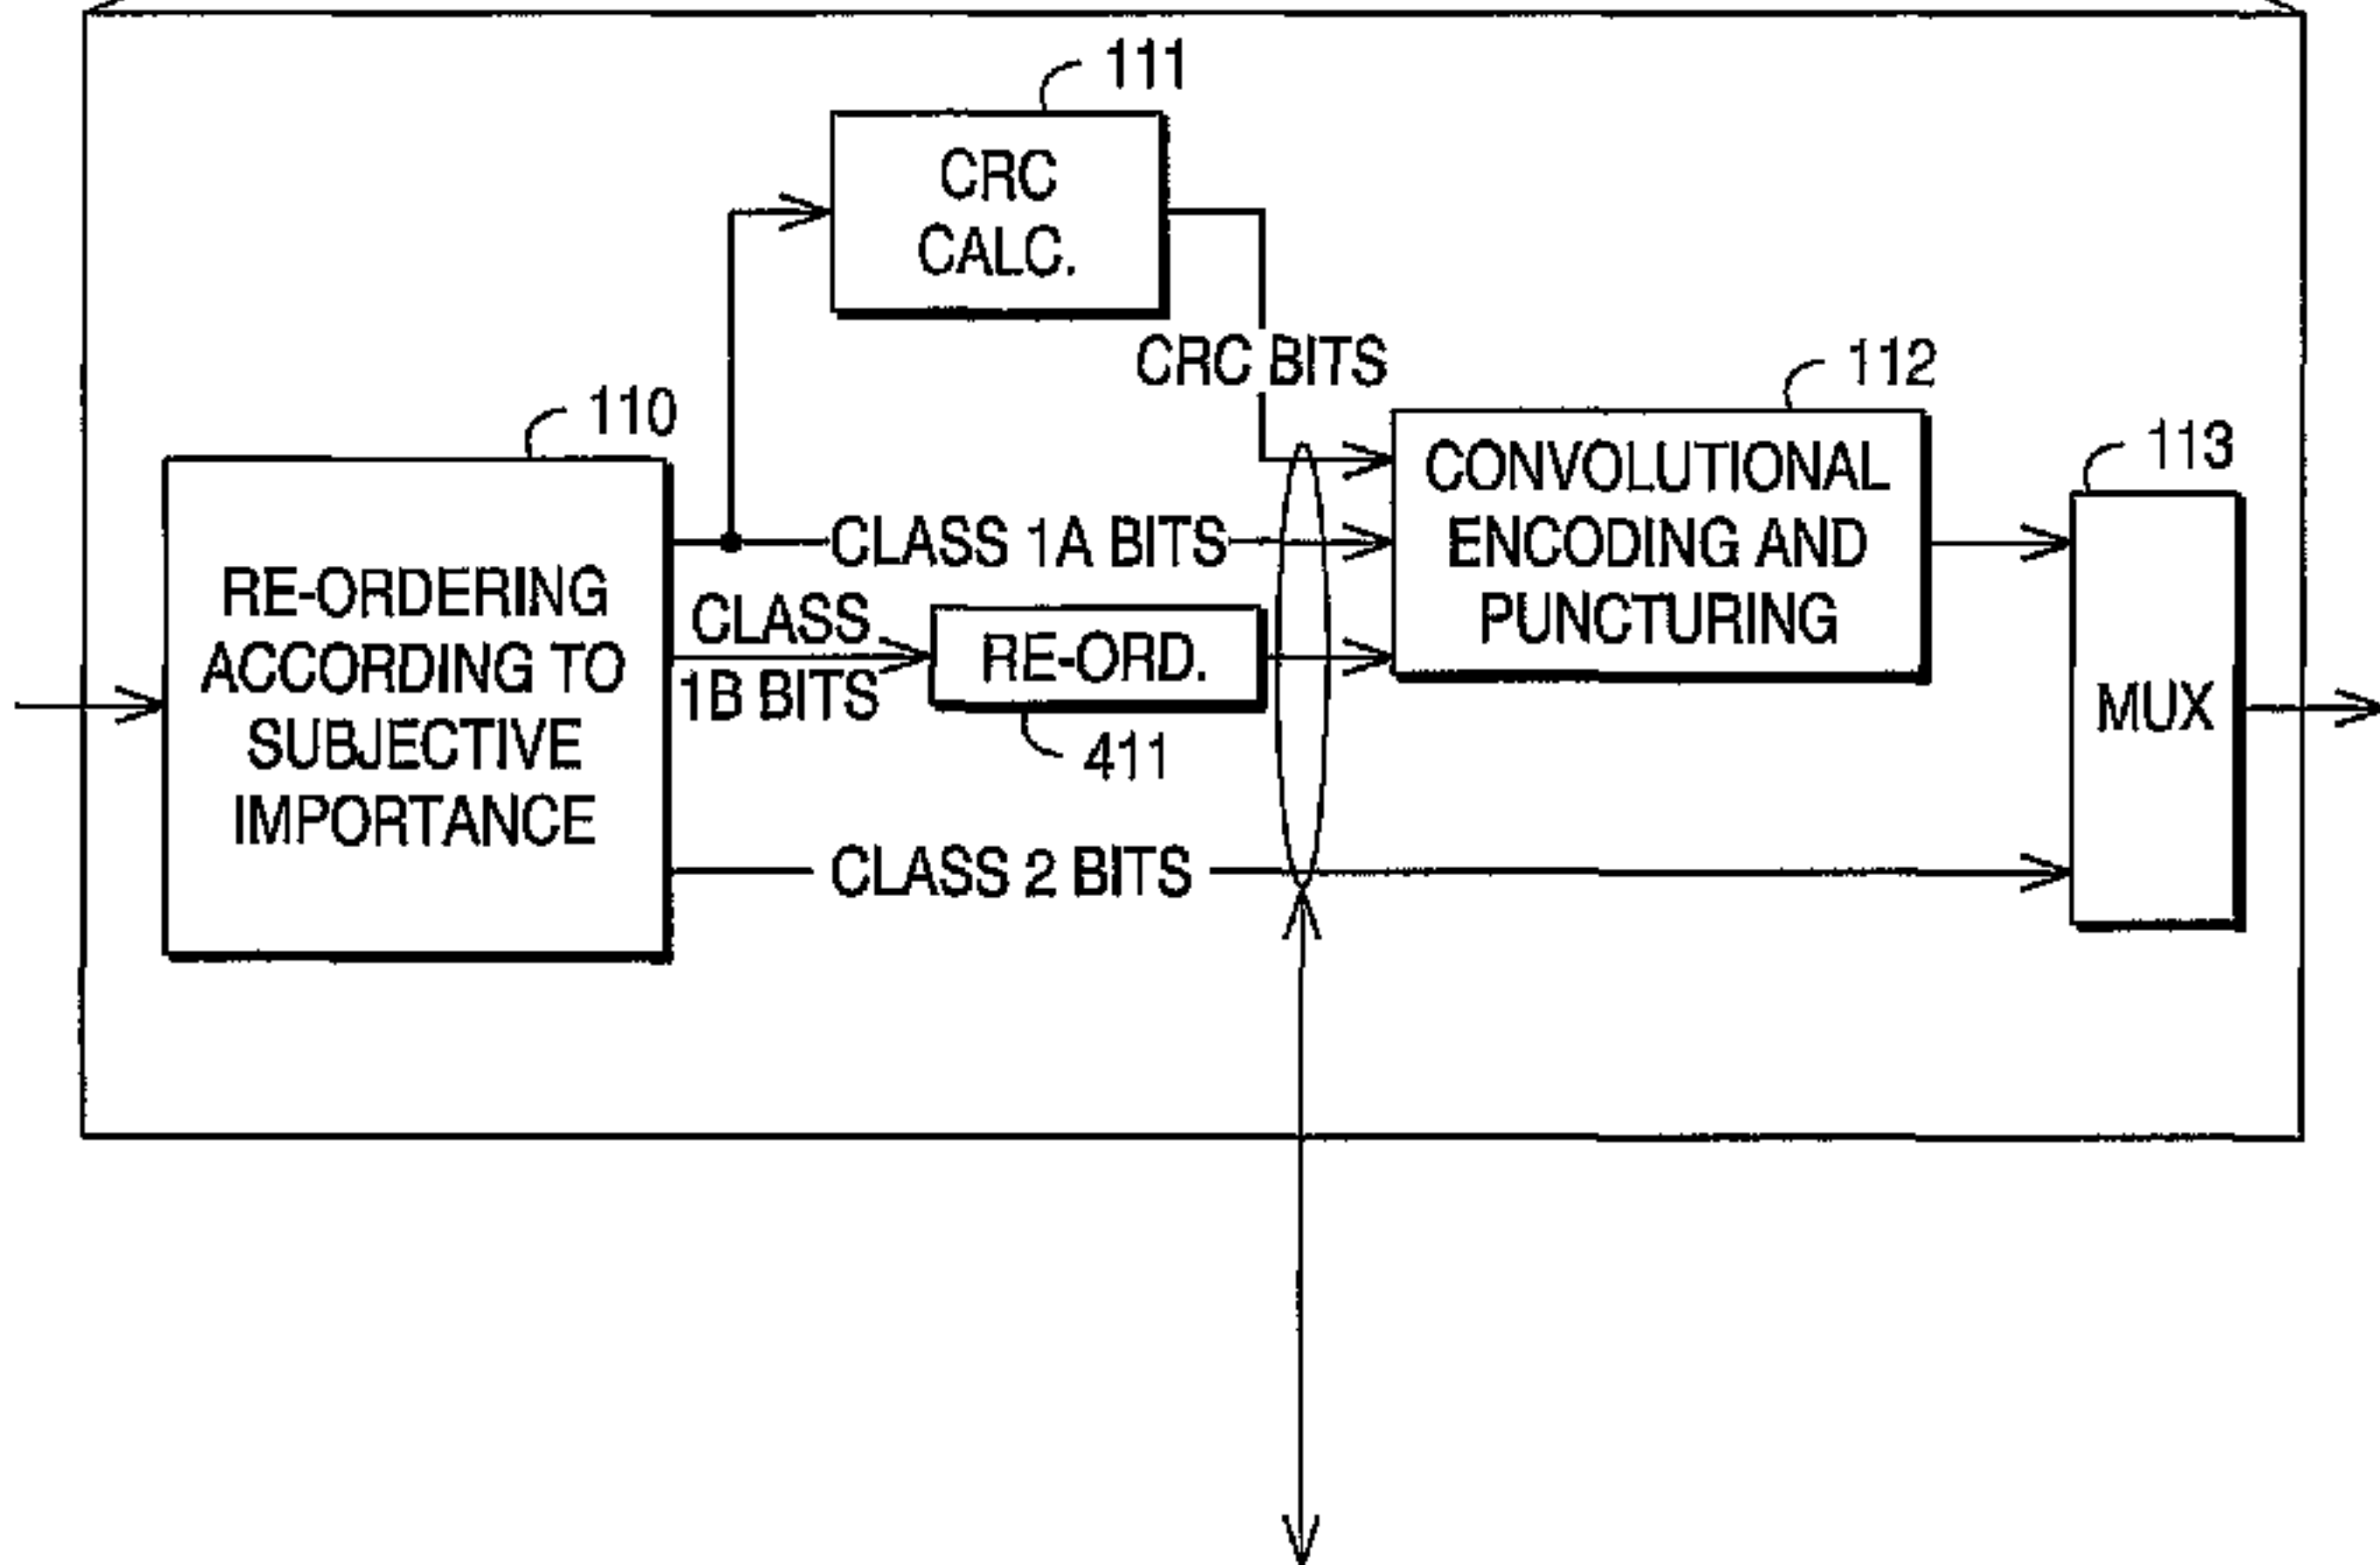 111
CRC
CALC.
CRC BITS
112
110
CONVOLUTIONAL
ENCODING AND
PUNCTURING
113
CLASS 1A BITS
RE-ORDERING
ACCORDING TO
SUBJECTIVE
IMPORTANCE
CLASS
1B BITS
RE-ORD.
411
MUX
CLASS 2 BITS